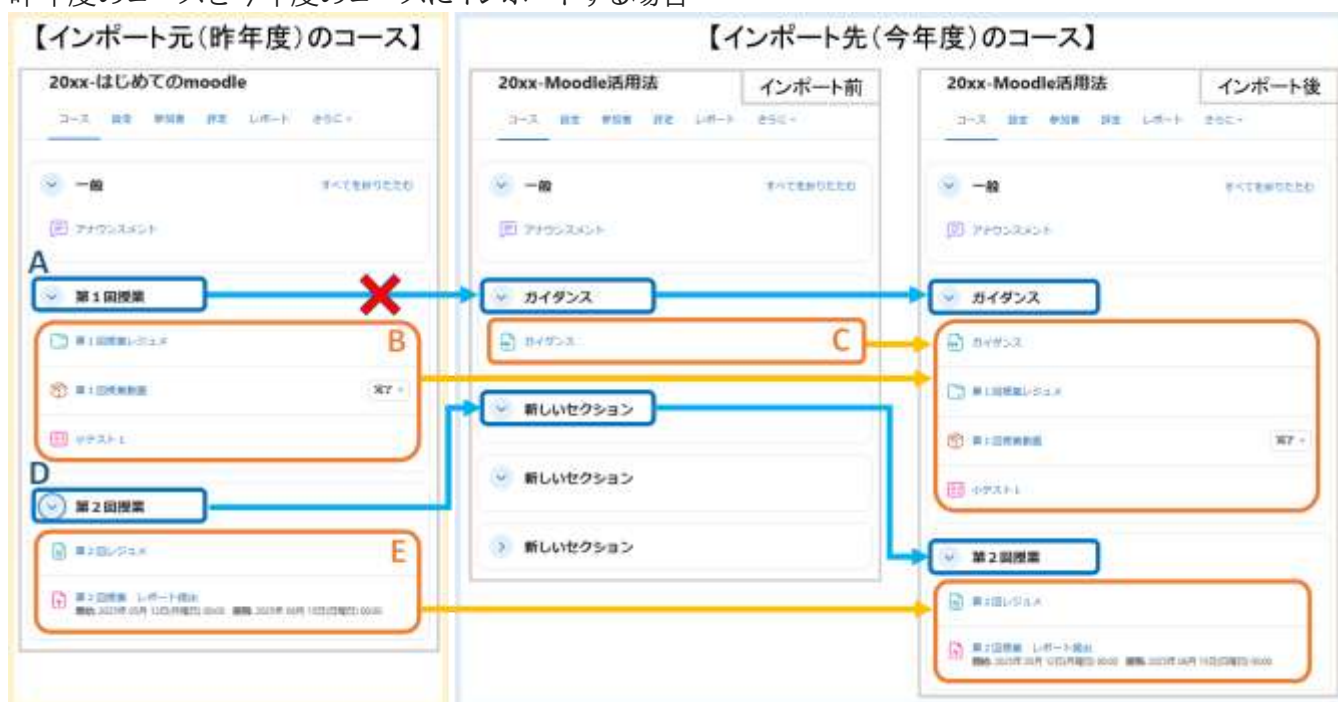 昨年度のコースを今年度のコースにインポートする場合
【インポート元(昨年度)のコース】
20xx-はじめてのmoodle
コース 設定 参加者 評定 レポート さらに
一般
すべてを折りたたむ
アナウンスメント
A
第1回授業
B
第1回授業レジュメ
第1回授業動画
完了
小テスト1
D
第2回授業
E
第2回レジュメ
第2回授業 レポート提出
【インポート先(今年度)のコース】
20xx-Moodle活用法
インポート前
コース 設定 参加者 評定 レポート さらに
一般
すべてを折りたたむ
アナウンスメント
ガイダンス
ガイダンス
C
新しいセクション
新しいセクション
新しいセクション
20xx-Moodle活用法
インポート後
コース 設定 参加者 評定 レポート さらに
一般
すべてを折りたたむ
アナウンスメント
ガイダンス
ガイダンス
第1回授業レジュメ
第1回授業動画
完了
小テスト1
第2回授業
第2回レジュメ
第2回授業 レポート提出